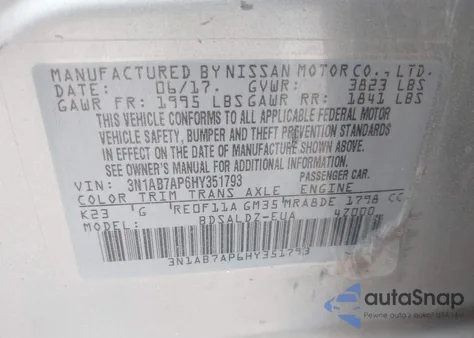 MANUFACTURED BY NISSAN MOTOR CO., LTD.
DATE: 06/17. GVWR: 3823 LBS
GAWR FR: 1995 LBS GAWR RR: 1841 LBS
THIS VEHICLE CONFORMS TO ALL APPLICABLE FEDERAL MOTOR
VEHICLE SAFETY, BUMPER AND THEFT PREVENTION STANDARDS
IN EFFECT ON THE DATE OF MANUFACTURE SHOWN ABOVE.
SEE OWNER'S MANUAL FOR ADDITIONAL INFORMATION.
VIN: 3N1AB7AP6HY351793 PASSENGER CAR.
COLOR TRIM TRANS AXLE ENGINE
K23 G RE0F11A GM35 MRA8DE 1798 CC
MODEL: BDSALDZ-EUA 47000
3N1AB7AP6HY351793
autoSnap